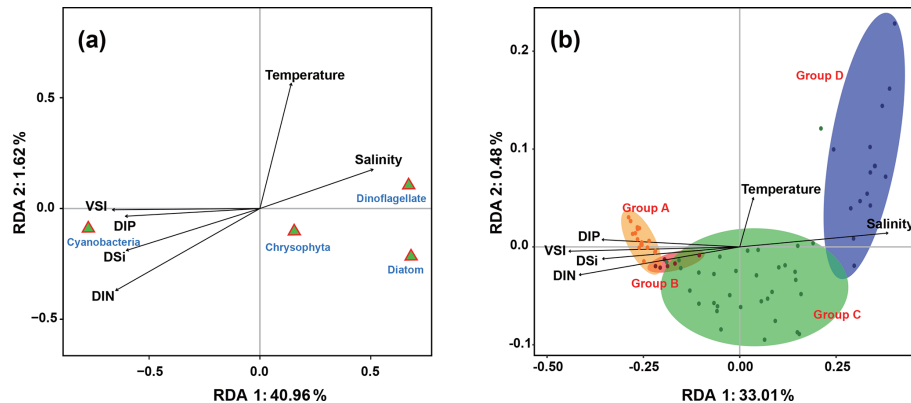 (a)
Temperature
Salinity
Dinoflagellate
VSI
DIP
Cyanobacteria
DSi
Chrysophyta
Diatom
DIN
0.5
0.0
−0.5
−0.5
0.0
0.5
RDA 2: 1.62 %
RDA 1: 40.96 %
(b)
Group D
Temperature
Group A
Salinity
DIP
VSI
DSi
DIN
Group B
Group C
0.2
0.1
0.0
-0.1
-0.50
-0.25
0.00
0.25
0.50
RDA 2: 0.48 %
RDA 1: 33.01%